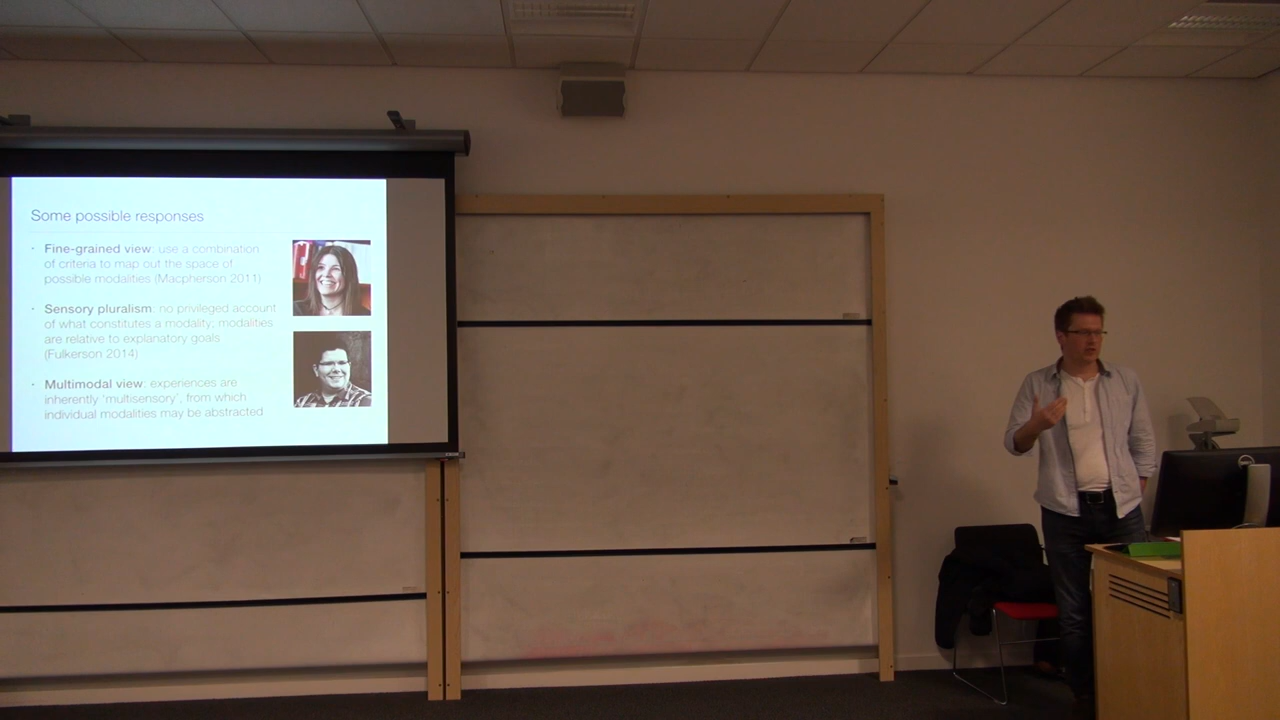 Some possible responses
· Fine-grained view: use a combination
of criteria to map out the space of
possible modalities (Macpherson 2011)
· Sensory pluralism: no privileged account
of what constitutes a modality; modalities
are relative to explanatory goals
(Fulkerson 2014)
· Multimodal view: experiences are
inherently 'multisensory', from which
individual modalities may be abstracted